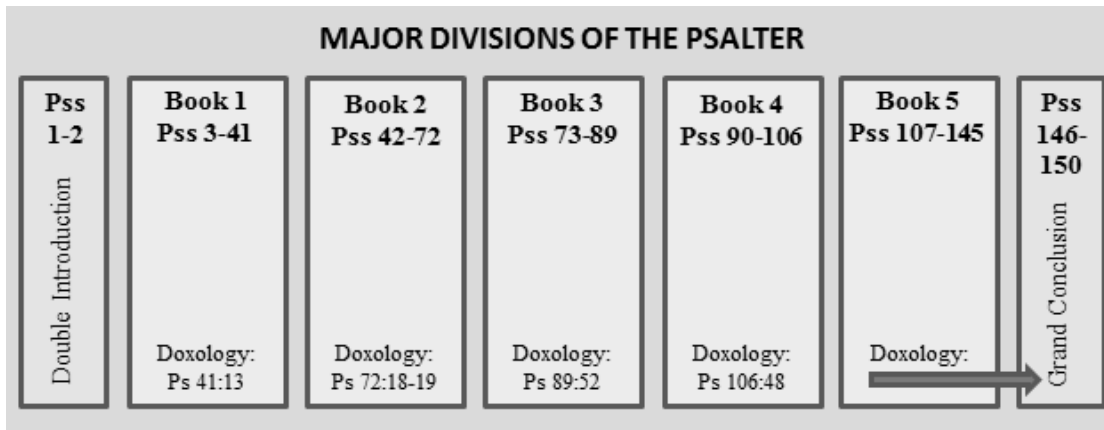 MAJOR DIVISIONS OF THE PSALTER
Pss
1-2
Double Introduction
Book 1
Pss 3-41
Doxology:
Ps 41:13
Book 2
Pss 42-72
Doxology:
Ps 72:18-19
Book 3
Pss 73-89
Doxology:
Ps 89:52
Book 4
Pss 90-106
Doxology:
Ps 106:48
Book 5
Pss 107-145
Doxology:
Pss
146-
150
Grand Conclusion